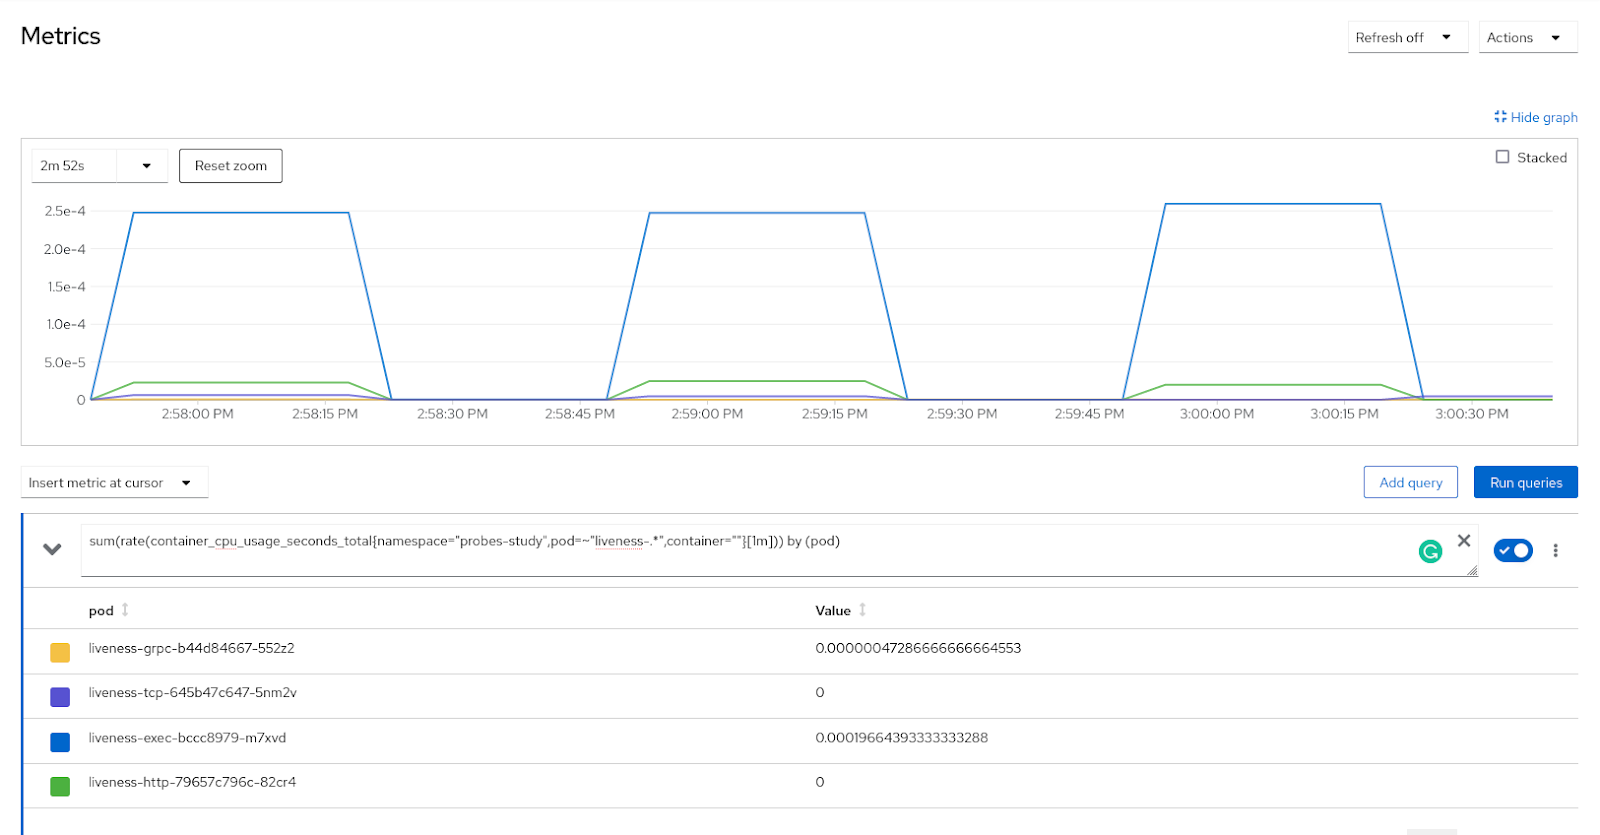 Metrics
Refresh off
Actions
Hide graph
2m 52s
Reset zoom
Stacked
2.5e-4
2.0e-4
1.5e-4
1.0e-4
5.0e-5
0
2:58:00 PM 2:58:15 PM 2:58:30 PM 2:58:45 PM 2:59:00 PM 2:59:15 PM 2:59:30 PM 2:59:45 PM 3:00:00 PM 3:00:15 PM 3:00:30 PM
Insert metric at cursor
Add query
Run queries
sum(rate(container_cpu_usage_seconds_total{namespace="probes-study",pod=~"liveness-.*",container=""}[1m])) by (pod)
pod Value
liveness-grpc-b44d84667-552z2 0.00000047286666666664553
liveness-tcp-645b47c647-5nm2v 0
liveness-exec-bccc8979-m7xvd 0.00019664393333333288
liveness-http-79657c796c-82cr4 0